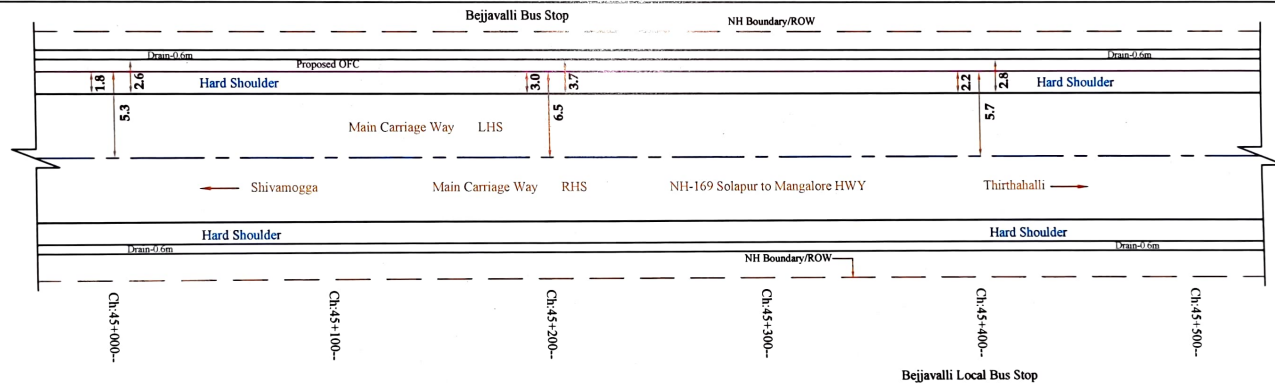 Bejjavalli Bus Stop
NH Boundary/ROW
Drain-0.6m
Drain-0.6m
Proposed OFC
1.8
2.6
Hard Shoulder
3.0
3.7
2.2
2.8
Hard Shoulder
5.3
6.5
5.7
Main Carriage Way LHS
Shivamogga
Main Carriage Way RHS
NH-169 Solapur to Mangalore HWY
Thirthahalli
Hard Shoulder
Hard Shoulder
Drain-0.6m
Drain-0.6m
NH Boundary/ROW
Ch:45+000--
Ch:45+100--
Ch:45+200--
Ch:45+300--
Ch:45+400--
Ch:45+500--
Bejjavalli Local Bus Stop